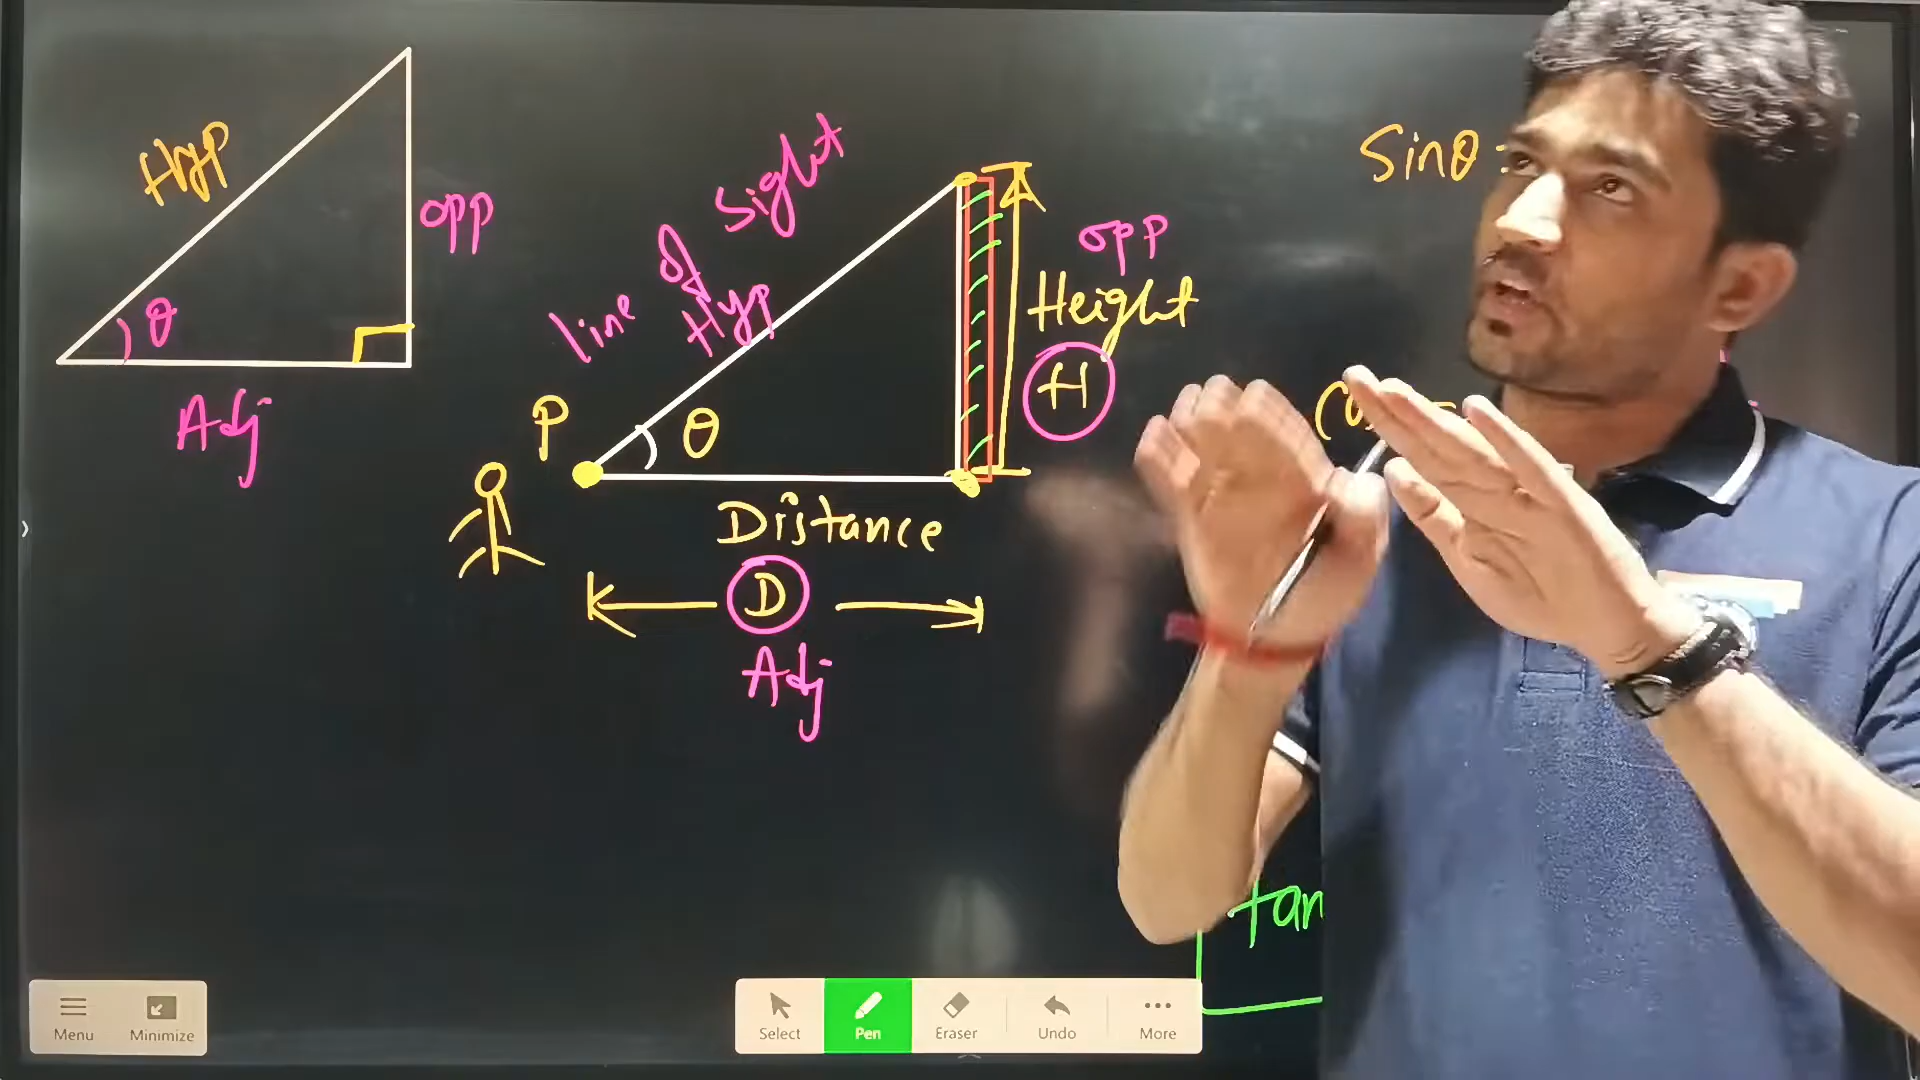 Hyp
opp
θ
Adj
line of Sight
Hyp
P
θ
Distance
D
Adj
opp
Height
H
Sinθ =
tan
Menu
Minimize
Select
Pen
Eraser
Undo
More